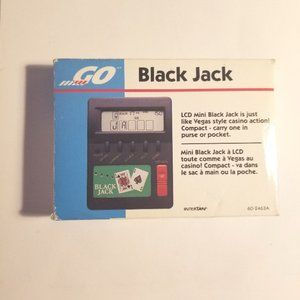 GO
Black Jack
LCD Mini Black Jack is just
like Vegas style casino action!
Compact - carry one in
purse or pocket.
Mini Black Jack à LCD
toute comme à Vegas au
casino! Compact - va dans
le sac à main ou la poche.
BLACK
JACK
INTERTAN
60-2462A